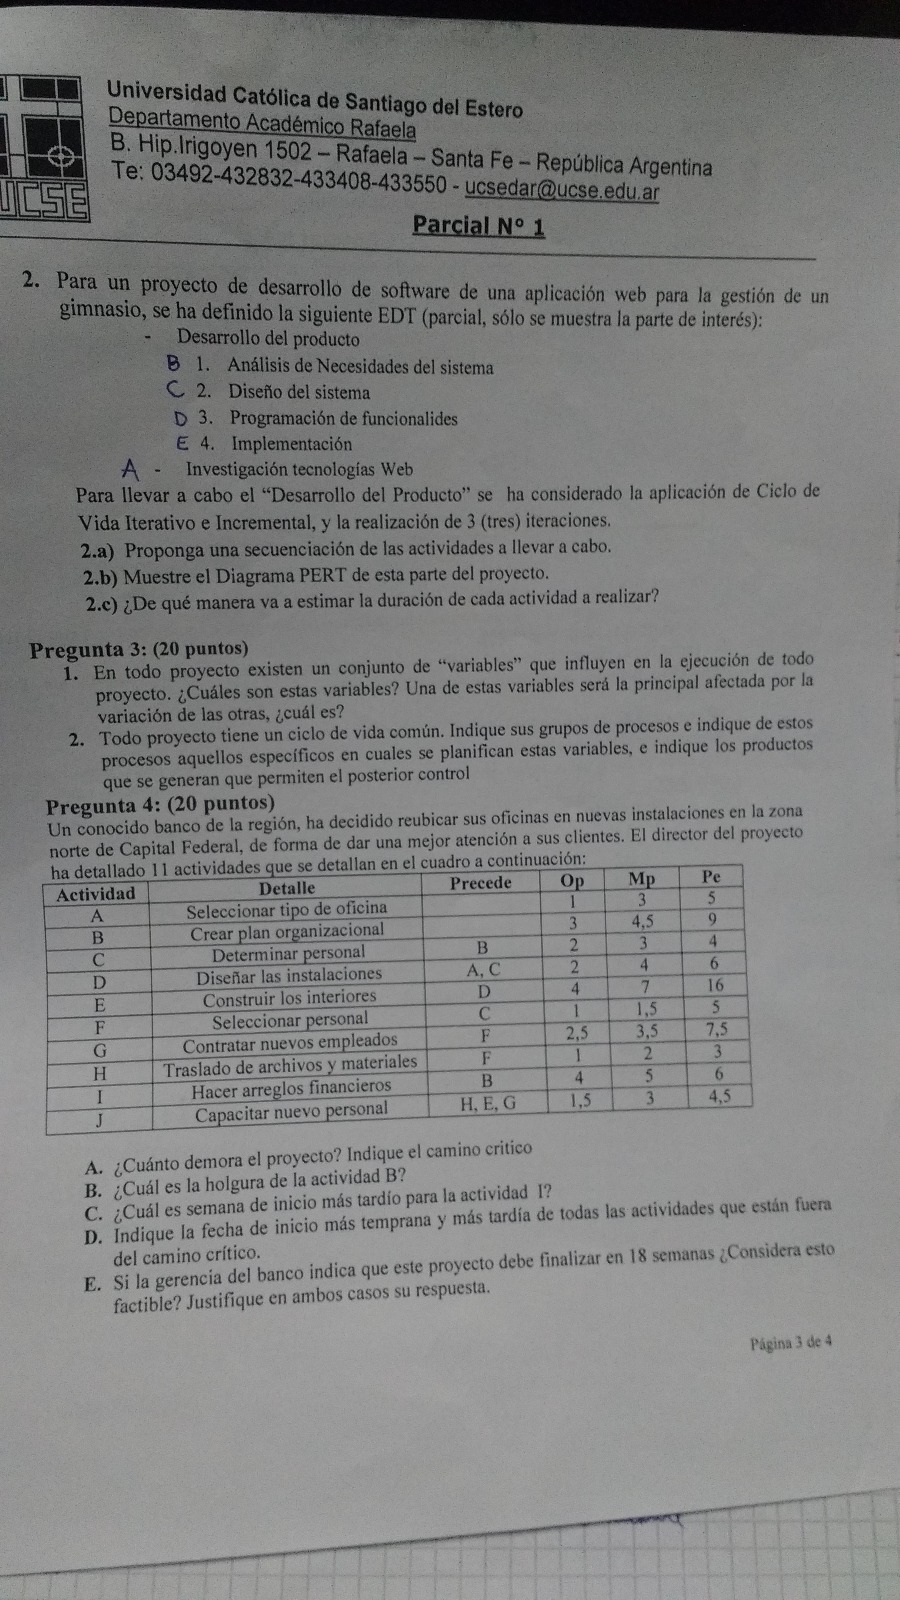 UCSE
Universidad Católica de Santiago del Estero
Departamento Académico Rafaela
B. Hip.Irigoyen 1502 – Rafaela – Santa Fe – República Argentina
Te: 03492-432832-433408-433550 - ucsedar@ucse.edu.ar
Parcial N° 1
2. Para un proyecto de desarrollo de software de una aplicación web para la gestión de un
gimnasio, se ha definido la siguiente EDT (parcial, sólo se muestra la parte de interés):
- Desarrollo del producto
B 1. Análisis de Necesidades del sistema
C 2. Diseño del sistema
D 3. Programación de funcionalides
E 4. Implementación
A - Investigación tecnologías Web
Para llevar a cabo el “Desarrollo del Producto” se ha considerado la aplicación de Ciclo de
Vida Iterativo e Incremental, y la realización de 3 (tres) iteraciones.
2.a) Proponga una secuenciación de las actividades a llevar a cabo.
2.b) Muestre el Diagrama PERT de esta parte del proyecto.
2.c) ¿De qué manera va a estimar la duración de cada actividad a realizar?
Pregunta 3: (20 puntos)
1. En todo proyecto existen un conjunto de “variables” que influyen en la ejecución de todo
proyecto. ¿Cuáles son estas variables? Una de estas variables será la principal afectada por la
variación de las otras, ¿cuál es?
2. Todo proyecto tiene un ciclo de vida común. Indique sus grupos de procesos e indique de estos
procesos aquellos específicos en cuales se planifican estas variables, e indique los productos
que se generan que permiten el posterior control
Pregunta 4: (20 puntos)
Un conocido banco de la región, ha decidido reubicar sus oficinas en nuevas instalaciones en la zona
norte de Capital Federal, de forma de dar una mejor atención a sus clientes. El director del proyecto
ha detallado 11 actividades que se detallan en el cuadro a continuación:
Actividad Detalle Precede Op Mp Pe
A Seleccionar tipo de oficina 1 3 5
B Crear plan organizacional 3 4,5 9
C Determinar personal B 2 3 4
D Diseñar las instalaciones A, C 2 4 6
E Construir los interiores D 4 7 16
F Seleccionar personal C 1 1,5 5
G Contratar nuevos empleados F 2,5 3,5 7,5
H Traslado de archivos y materiales F 1 2 3
I Hacer arreglos financieros B 4 5 6
J Capacitar nuevo personal H, E, G 1,5 3 4,5
A. ¿Cuánto demora el proyecto? Indique el camino critico
B. ¿Cuál es la holgura de la actividad B?
C. ¿Cuál es semana de inicio más tardío para la actividad I?
D. Indique la fecha de inicio más temprana y más tardía de todas las actividades que están fuera
del camino crítico.
E. Si la gerencia del banco indica que este proyecto debe finalizar en 18 semanas ¿Considera esto
factible? Justifique en ambos casos su respuesta.
Página 3 de 4